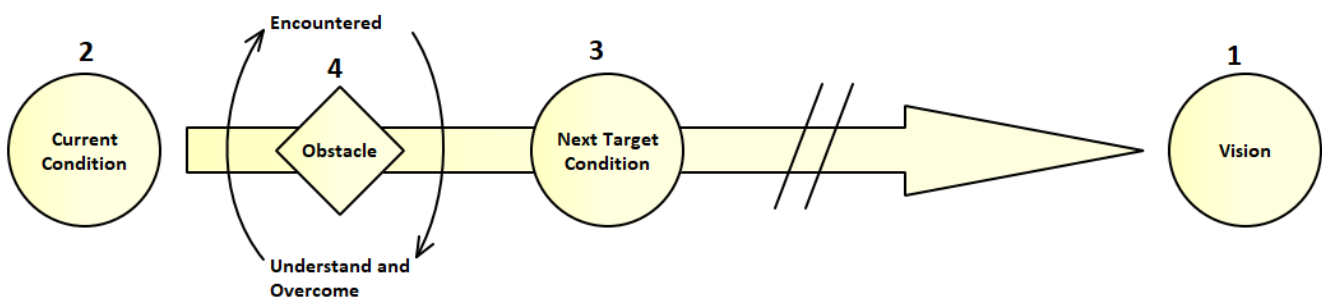 Encountered
2
4
3
1
Current
Condition
Obstacle
Next Target
Condition
Vision
Understand and
Overcome